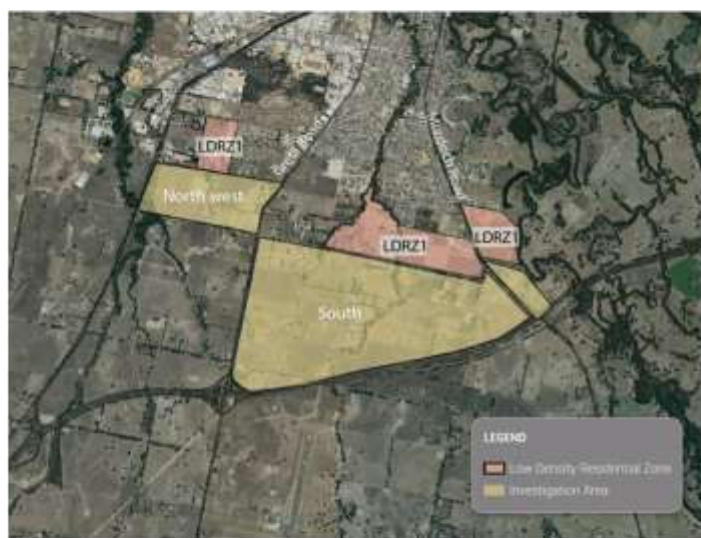 LDRZ1
North west
LDRZ1
LDRZ1
South
LEGEND
Low Density Residential Zone
Investigation Area